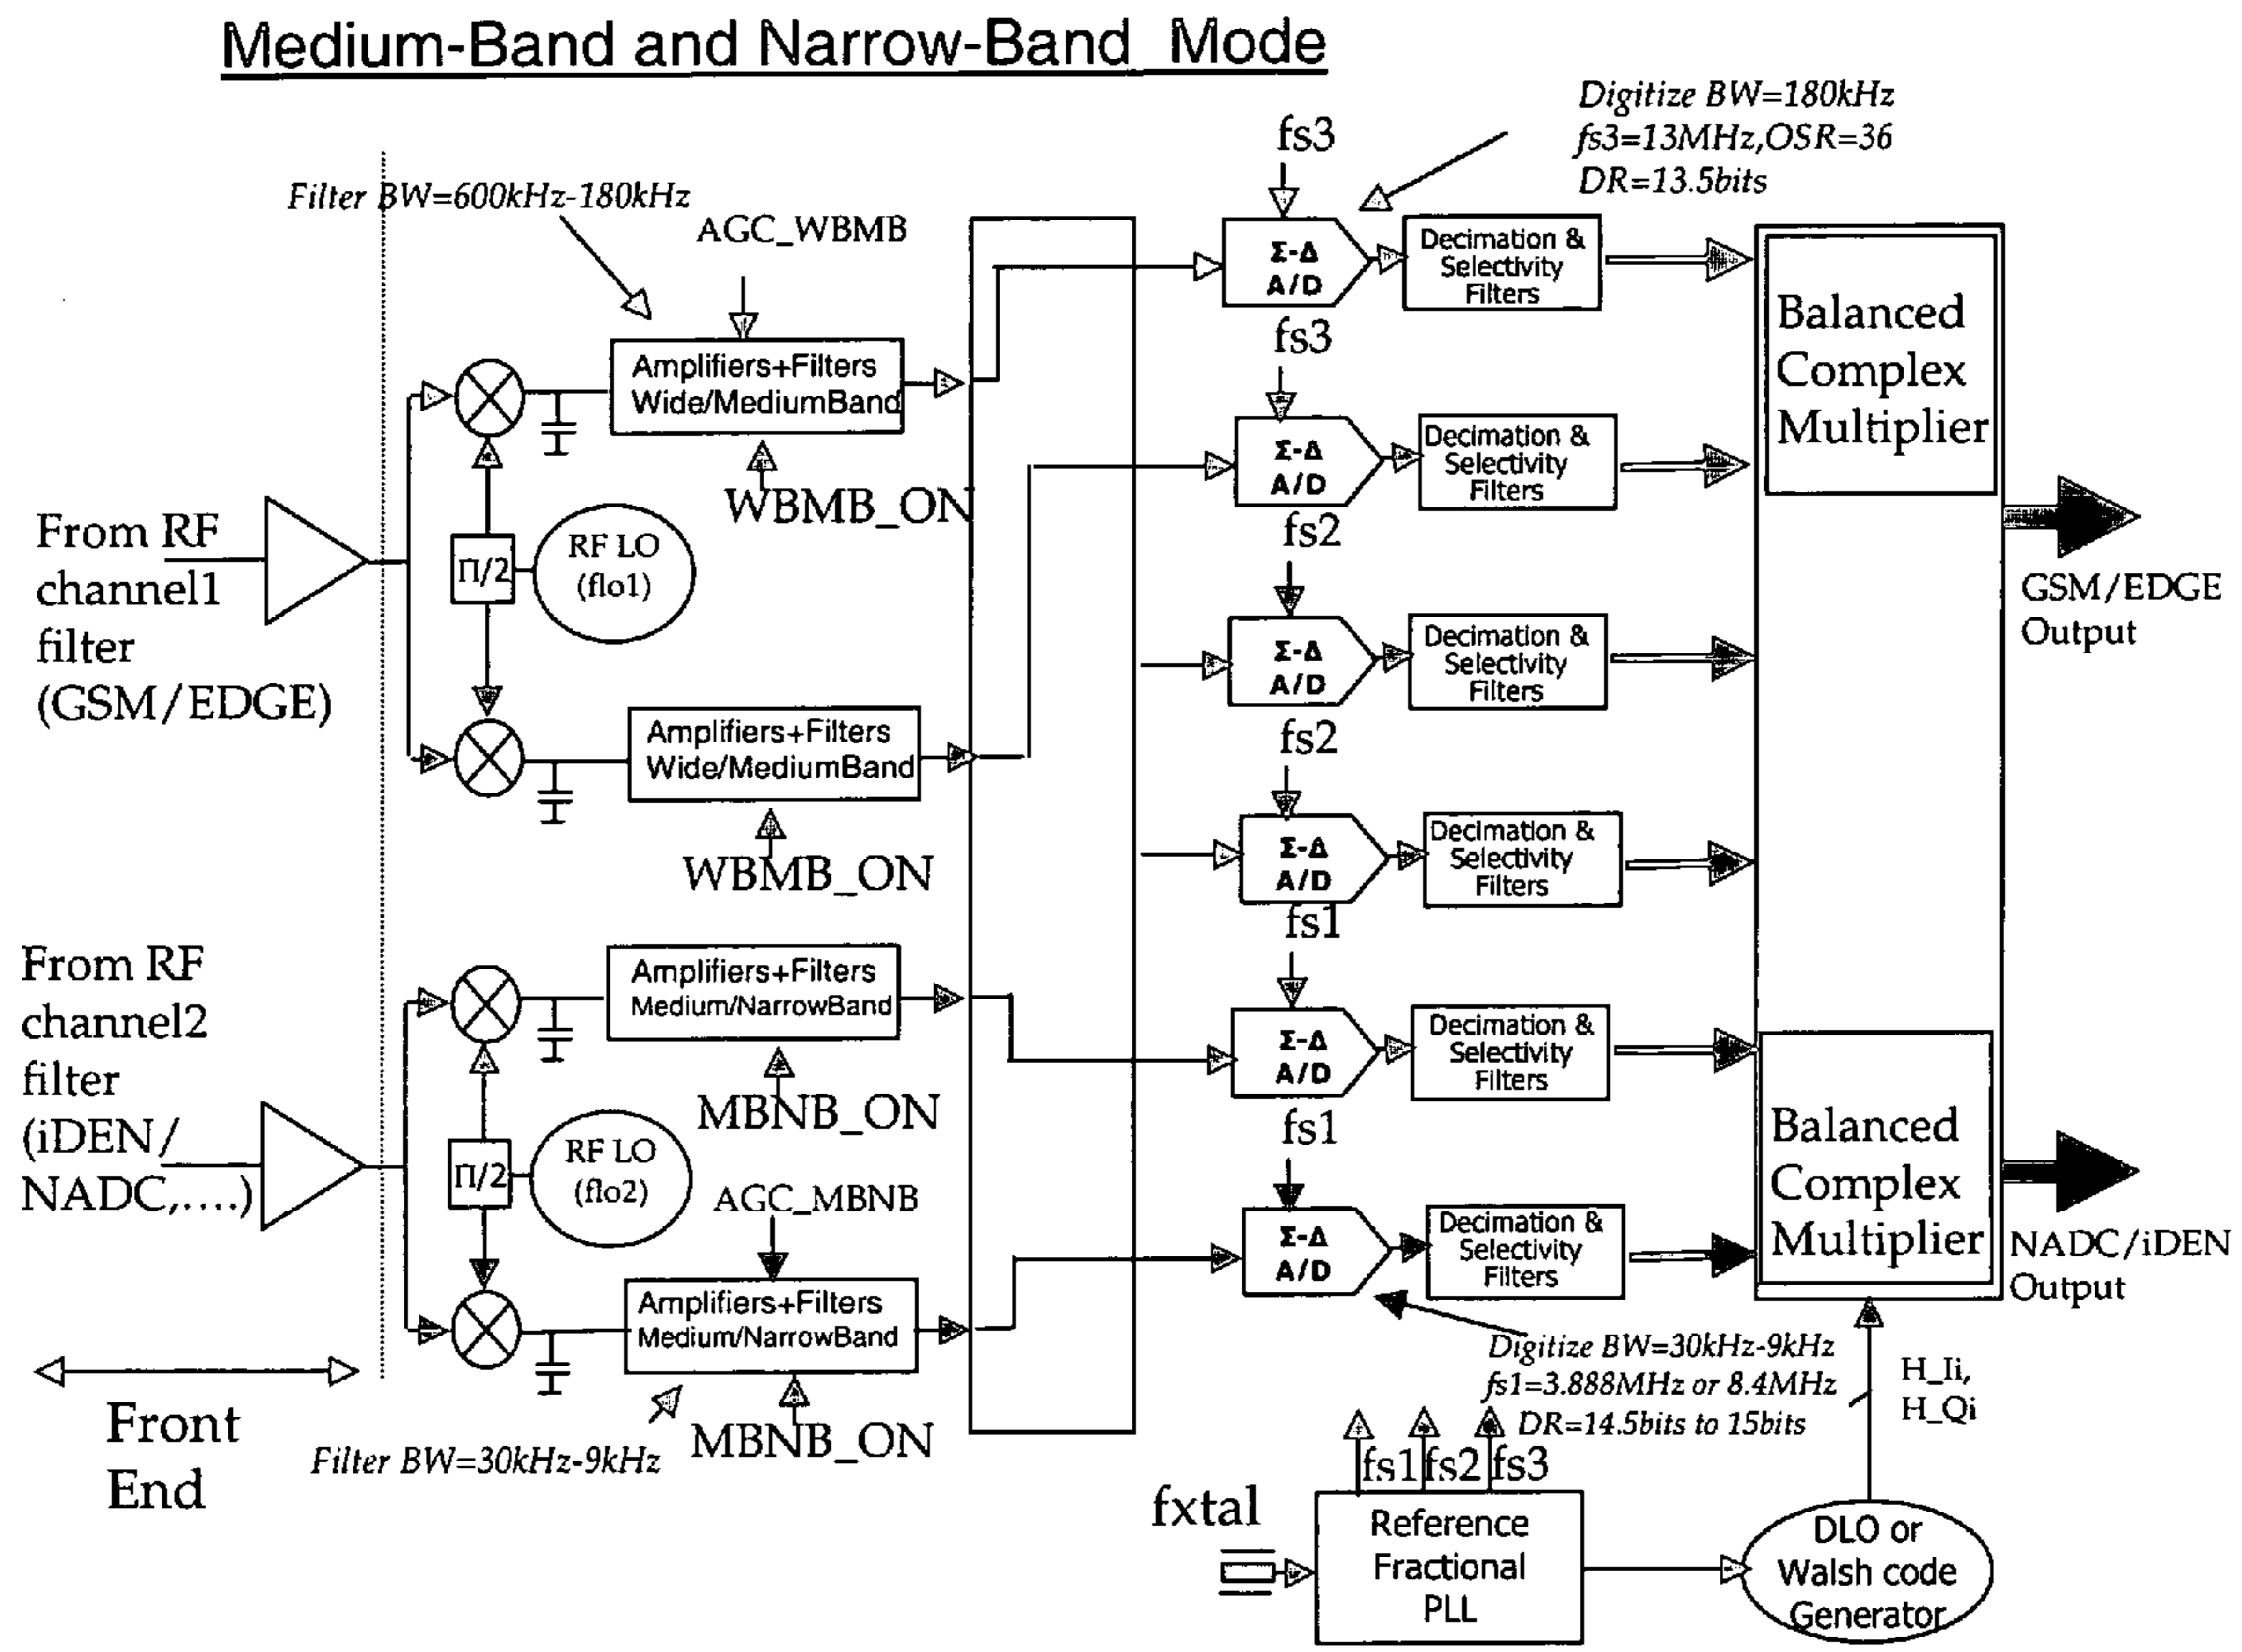 Medium-Band and Narrow-Band Mode
Digitize BW=180kHz
fs3=13MHz,OSR=36
DR=13.5bits
Filter BW=600kHz-180kHz
AGC_WBMB
Amplifiers+Filters
Wide/MediumBand
WBMB_ON
From RF
channel1
filter
(GSM/EDGE)
Π/2
RF LO
(flo1)
Amplifiers+Filters
Wide/MediumBand
WBMB_ON
From RF
channel2
filter
(iDEN/
NADC,....)
Amplifiers+Filters
Medium/NarrowBand
MBNB_ON
Π/2
RF LO
(flo2)
AGC_MBNB
Amplifiers+Filters
Medium/NarrowBand
MBNB_ON
Filter BW=30kHz-9kHz
Front
End
fs3
Σ-Δ
A/D
Decimation &
Selectivity
Filters
fs3
Σ-Δ
A/D
Decimation &
Selectivity
Filters
fs2
Σ-Δ
A/D
Decimation &
Selectivity
Filters
fs2
Σ-Δ
A/D
Decimation &
Selectivity
Filters
fs1
Σ-Δ
A/D
Decimation &
Selectivity
Filters
fs1
Σ-Δ
A/D
Decimation &
Selectivity
Filters
Balanced
Complex
Multiplier
GSM/EDGE
Output
Balanced
Complex
Multiplier
NADC/iDEN
Output
Digitize BW=30kHz-9kHz
fs1=3.888MHz or 8.4MHz
DR=14.5bits to 15bits
H_Ii,
H_Qi
fs1 fs2 fs3
fxtal
Reference
Fractional
PLL
DLO or
Walsh code
Generator